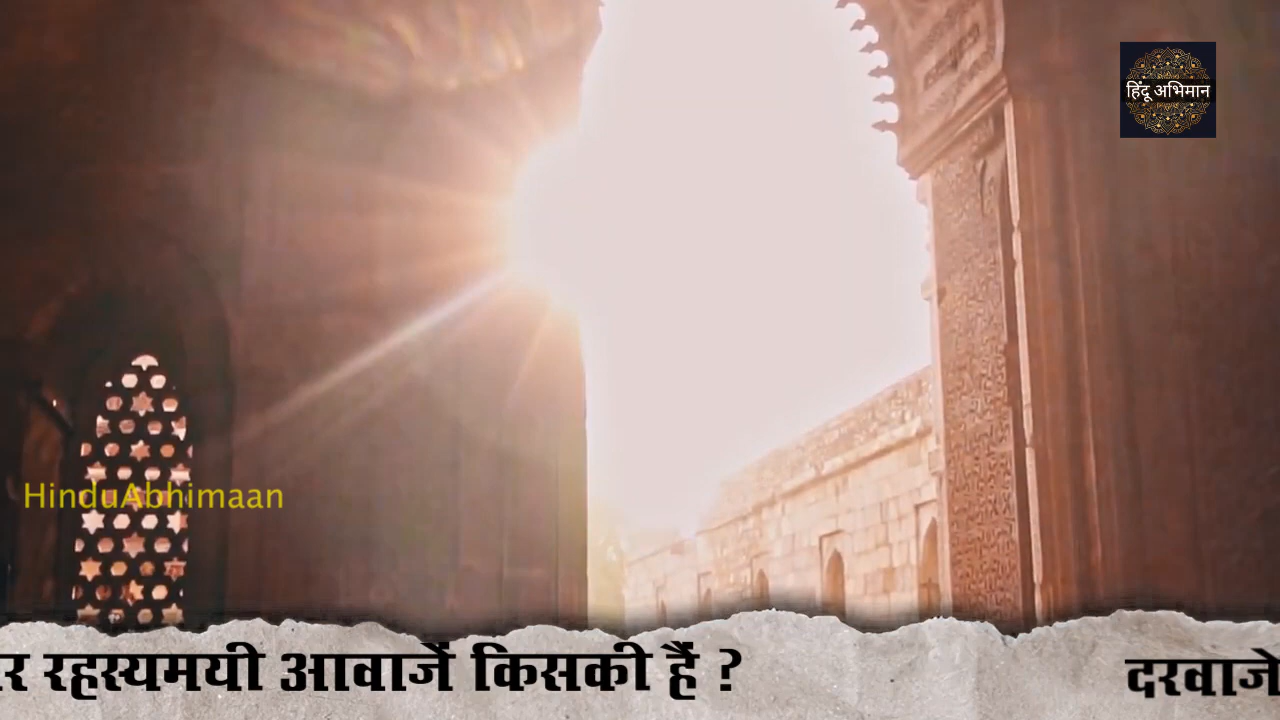 हिंदू अभिमान
HinduAbhimaan
रहस्यमयी आवाजें किसकी हैं ? दरवाजे